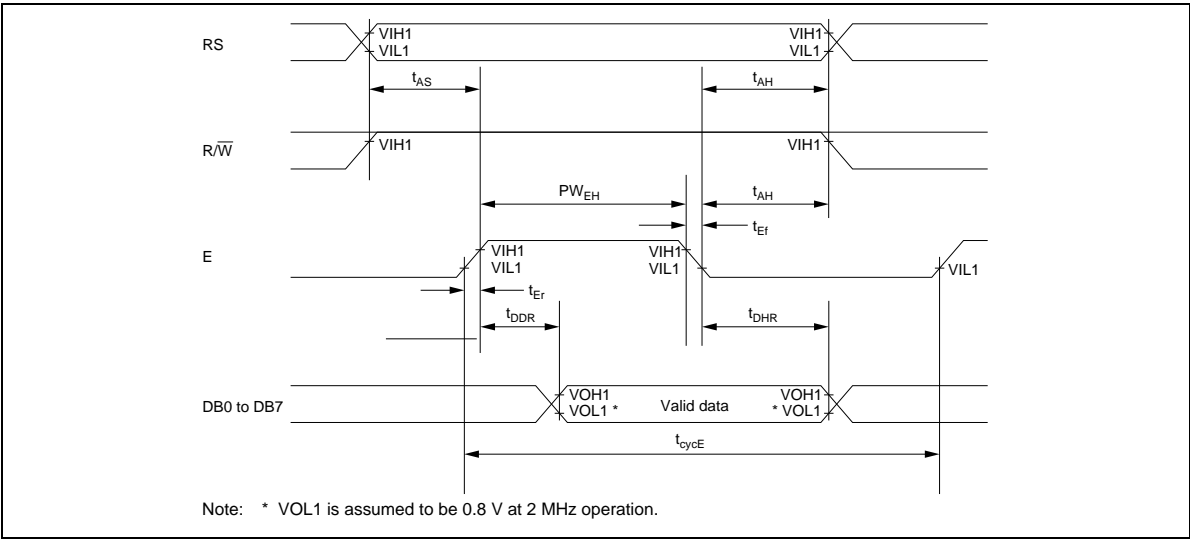 RS
VIH1
VIL1
VIH1
VIL1
tAS
tAH
R/W̅
VIH1
VIH1
PWEH
tAH
tEf
E
VIH1
VIL1
VIH1
VIL1
VIL1
tEr
tDDR
tDHR
DB0 to DB7
VOH1
VOL1 *
Valid data
VOH1
* VOL1
tcycE
Note: * VOL1 is assumed to be 0.8 V at 2 MHz operation.